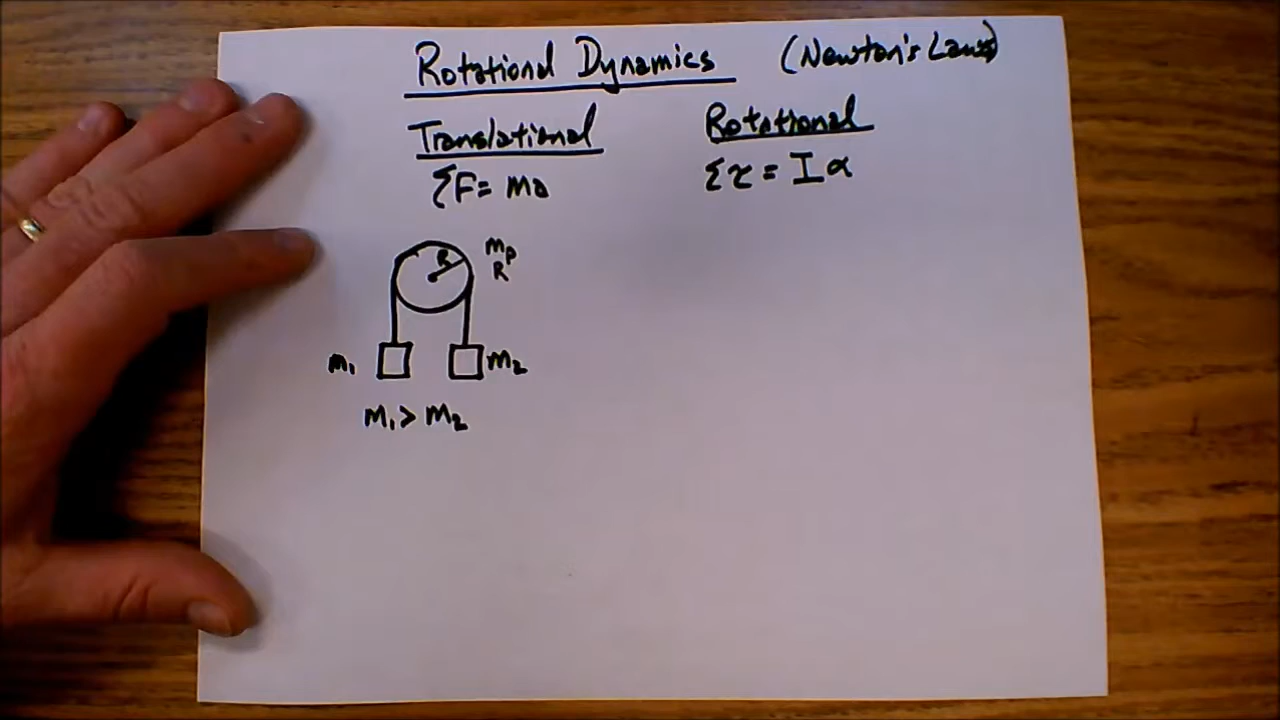 Rotational Dynamics (Newton's Laws)
Translational Rotational
ΣF = ma Στ = Iα
R mp
R
m₁ m₂
m₁ > m₂